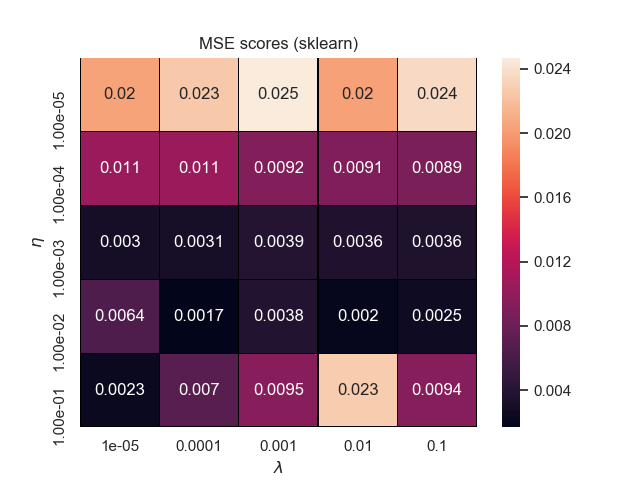 MSE scores (sklearn)
1.00e-05 0.02 0.023 0.025 0.02 0.024
1.00e-04 0.011 0.011 0.0092 0.0091 0.0089
1.00e-03 0.003 0.0031 0.0039 0.0036 0.0036
1.00e-02 0.0064 0.0017 0.0038 0.002 0.0025
1.00e-01 0.0023 0.007 0.0095 0.023 0.0094
η
1e-05 0.0001 0.001 0.01 0.1
λ
0.024
0.020
0.016
0.012
0.008
0.004